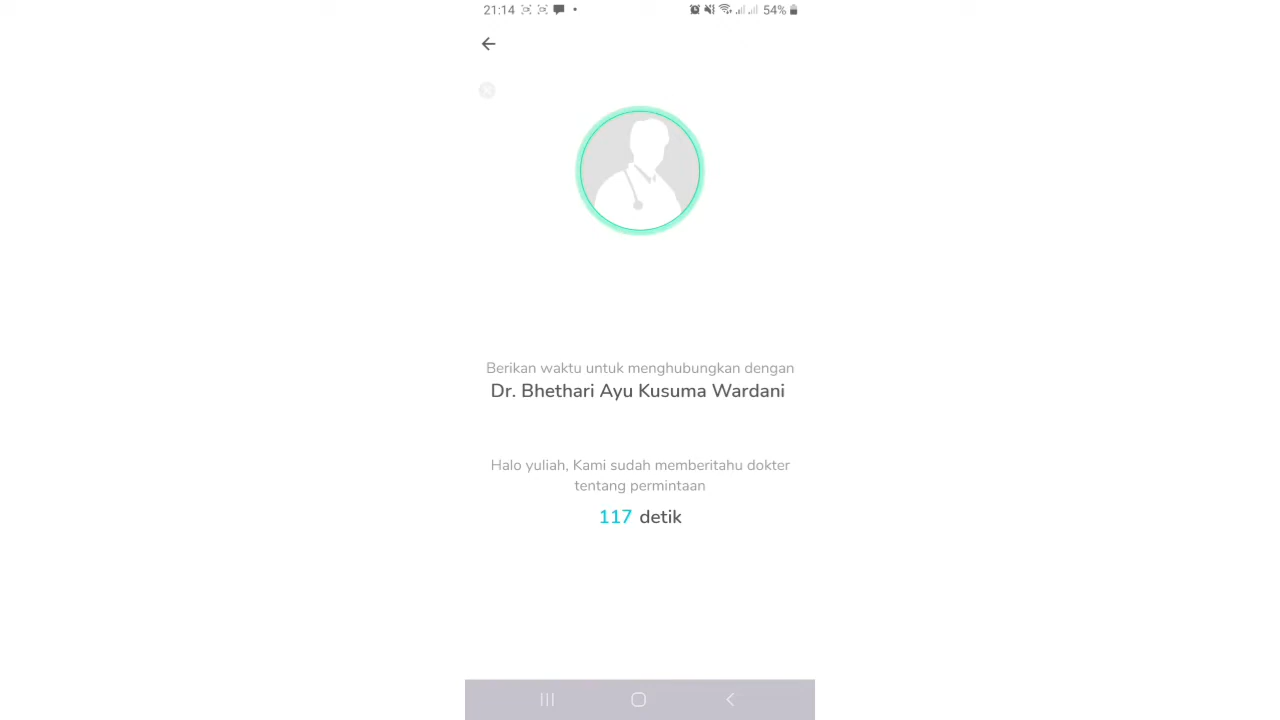 21:14
54%
Berikan waktu untuk menghubungkan dengan
Dr. Bhethari Ayu Kusuma Wardani
Halo yuliah, Kami sudah memberitahu dokter
tentang permintaan
117 detik